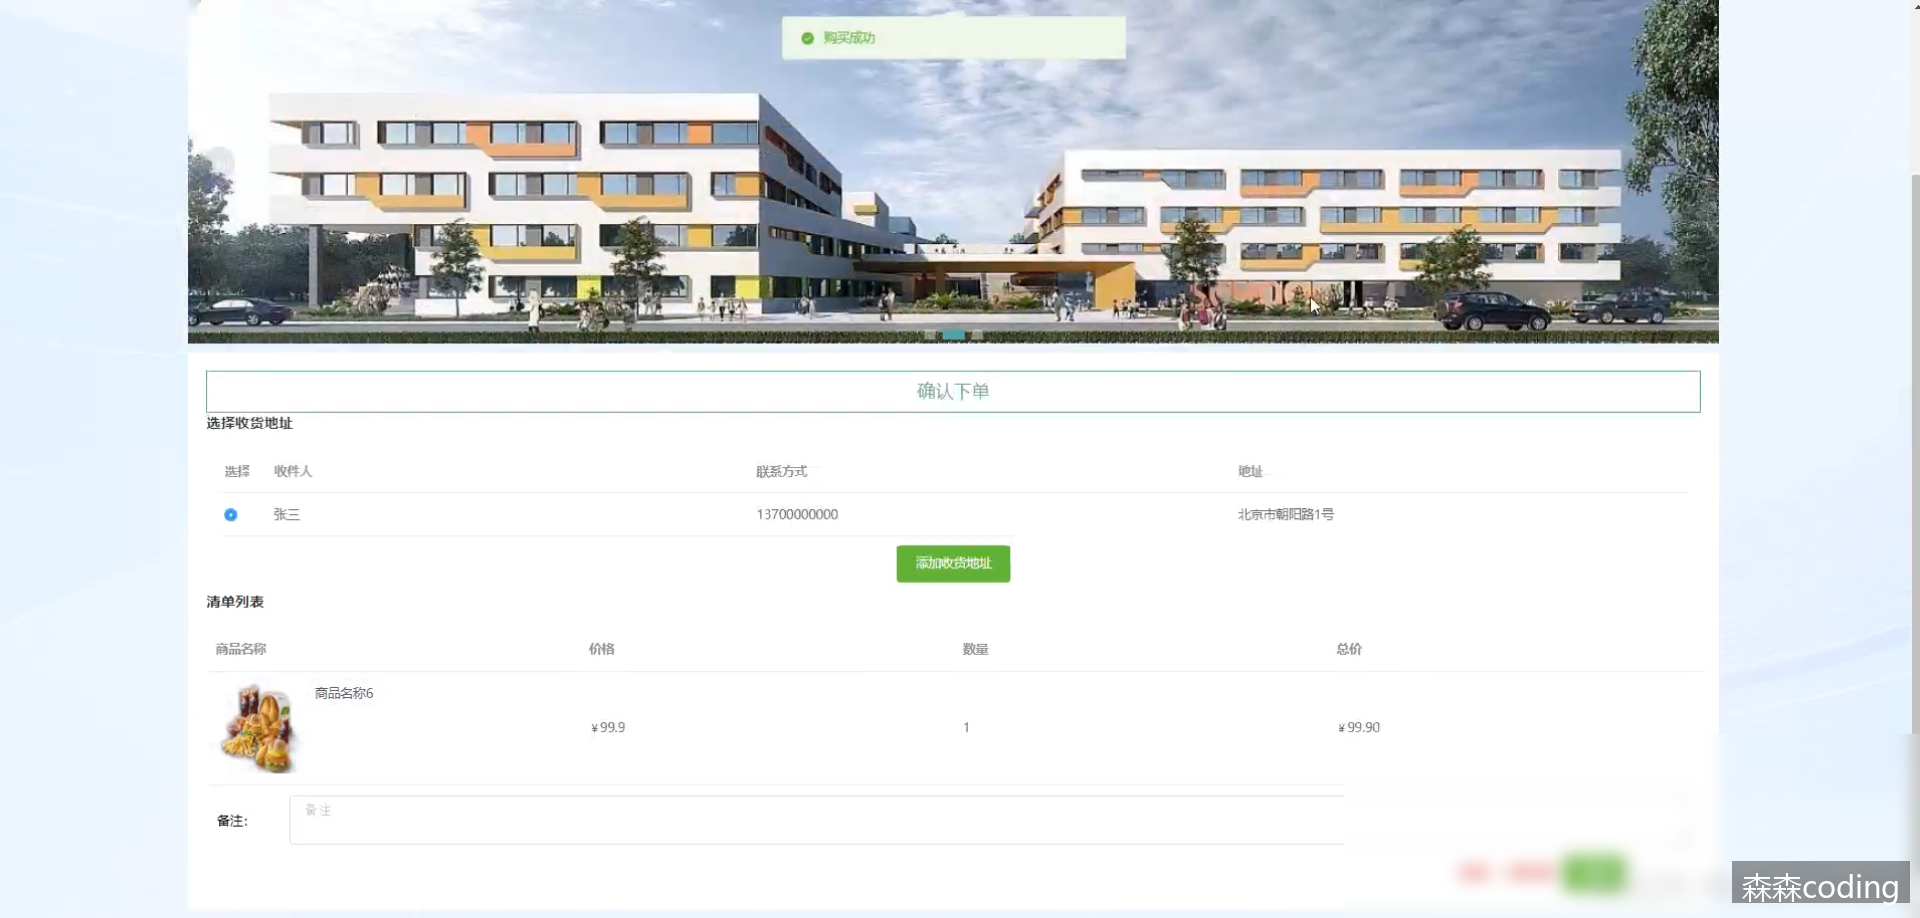 购买成功
确认下单
选择收货地址
选择 收件人 联系方式 地址
张三 13700000000 北京市朝阳路1号
添加收货地址
清单列表
商品名称 价格 数量 总价
商品名称6
¥99.9 1 ¥99.90
备注
备注:
森森coding